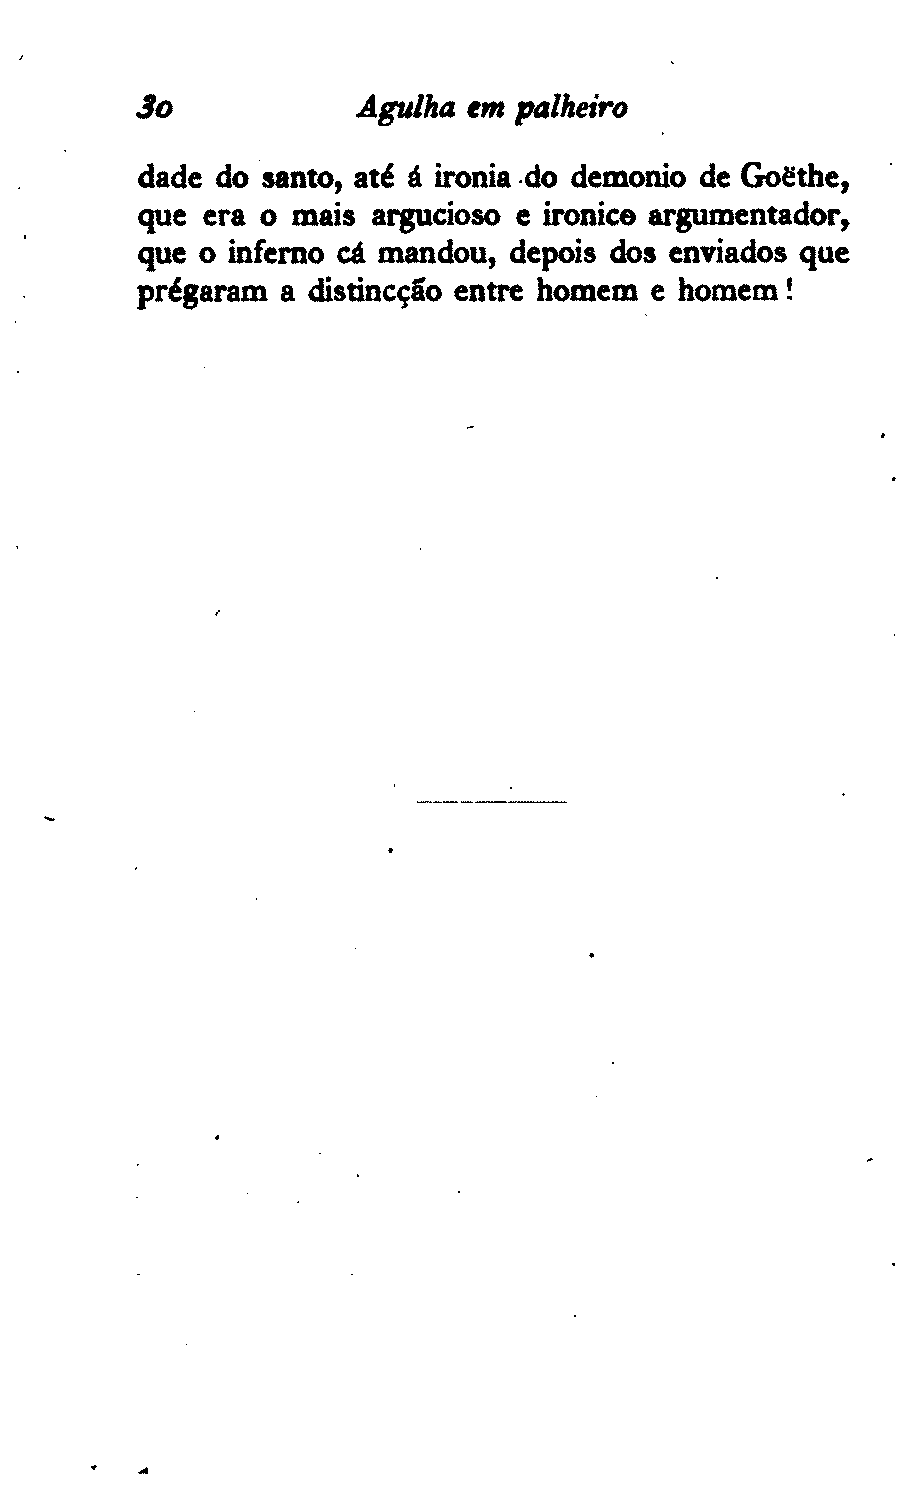 30 Agulha em palheiro
dade do santo, até á ironia do demonio de Goëthe,
que era o mais argucioso e ironico argumentador,
que o inferno cá mandou, depois dos enviados que
prégaram a distincção entre homem e homem !